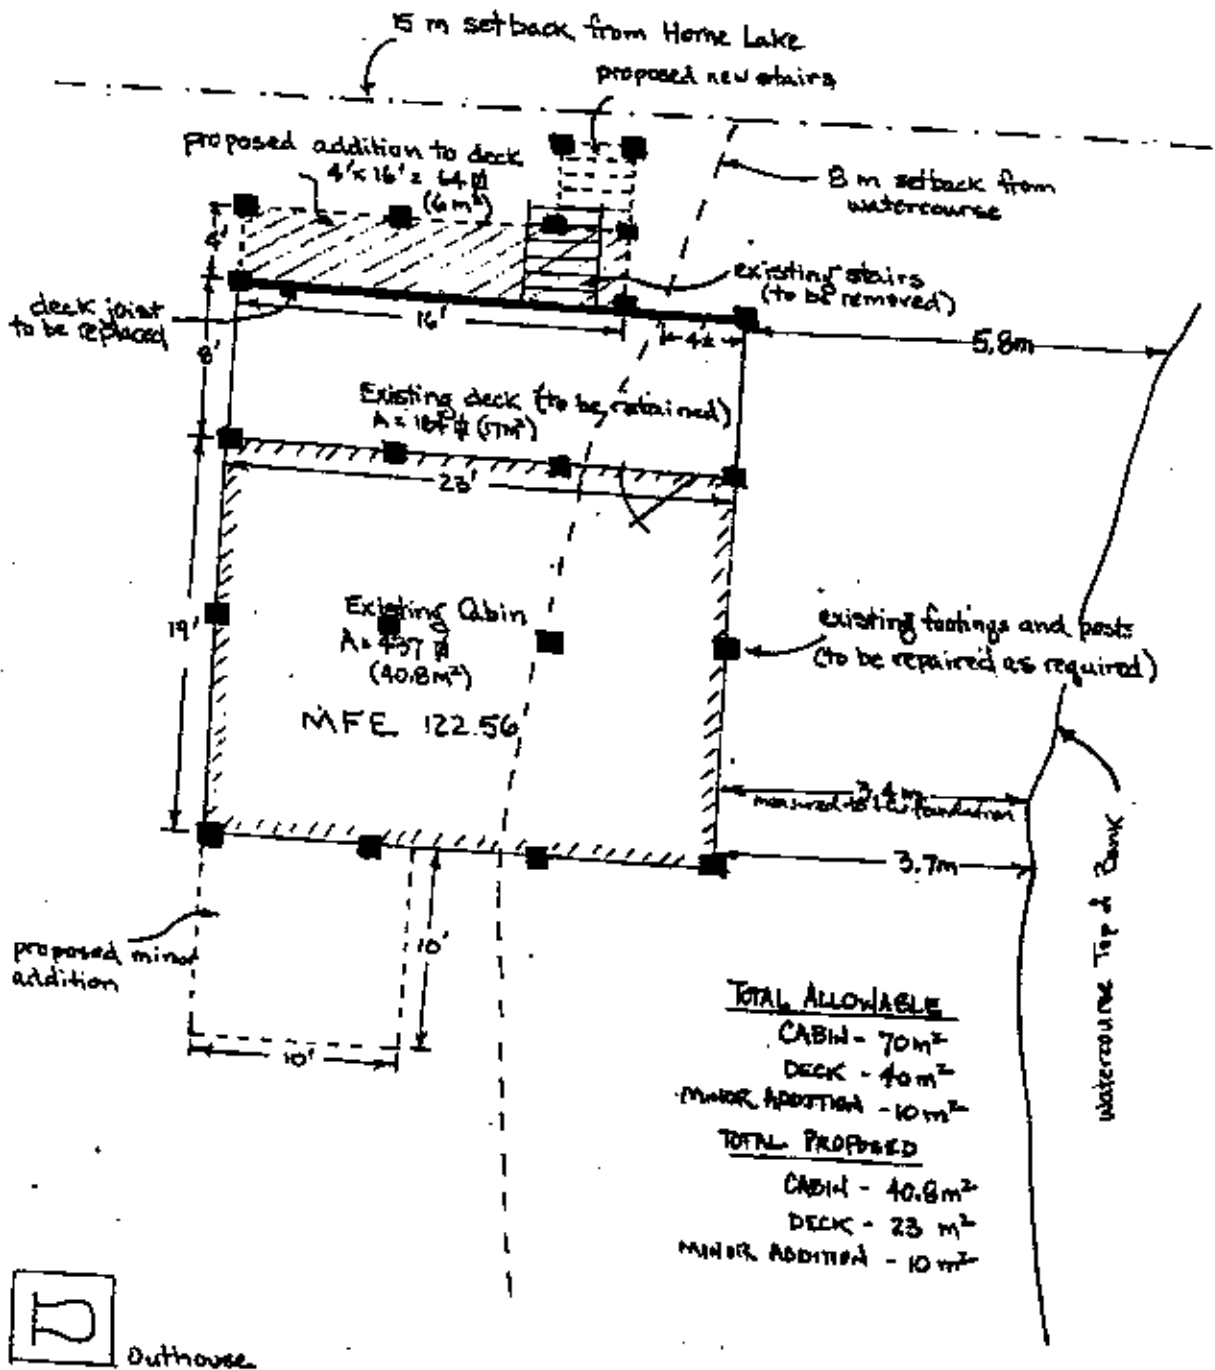 15 m setback from Horne Lake
proposed new stairs
proposed addition to deck
4'x 16' = 64 ⌀
(6 m²)
8 m setback from
watercourse
4'
existing stairs
(to be removed)
deck joist
to be replaced
16'
4'±
5.8m
8'
Existing deck (to be retained)
A = 184 ⌀ (17m²)
23'
19'
Existing Cabin
A = 437 ⌀
(40.8m²)
MFE 122.56
existing footings and posts
(to be repaired as required)
3.4m
measured to foundation
3.7m
watercourse Top of Bank
proposed minor
addition
10'
10'
TOTAL ALLOWABLE
CABIN - 70m²
DECK - 40m²
MINOR ADDITION - 10m²
TOTAL PROPOSED
CABIN - 40.8m²
DECK - 23 m²
MINOR ADDITION - 10m²
Outhouse